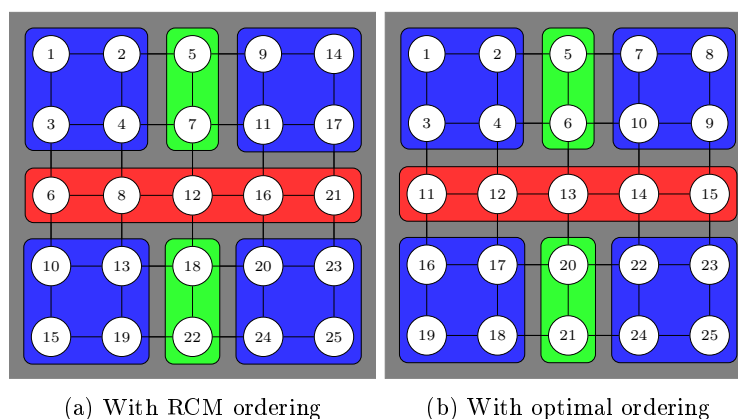 1 2 5 9 14 1 2 5 7 8
3 4 7 11 17 3 4 6 10 9
6 8 12 16 21 11 12 13 14 15
10 13 18 20 23 16 17 20 22 23
15 19 22 24 25 19 18 21 24 25
(a) With RCM ordering (b) With optimal ordering